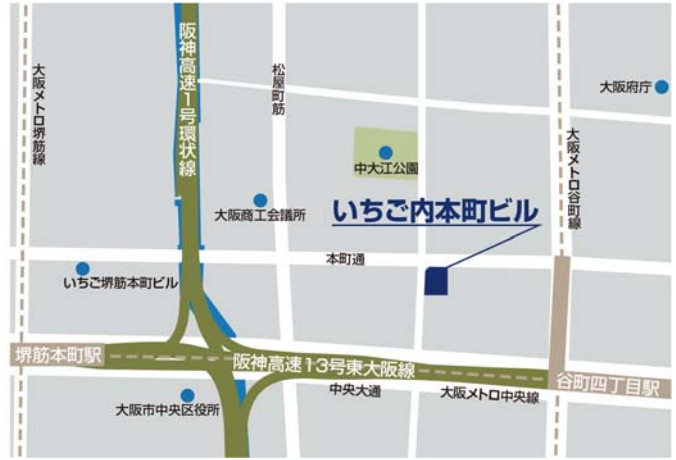 大阪メトロ堺筋線
阪神高速1号環状線
松屋町筋
大阪府庁
大阪メトロ谷町線
中大江公園
大阪商工会議所
いちご内本町ビル
本町通
いちご堺筋本町ビル
堺筋本町駅
阪神高速13号東大阪線
谷町四丁目駅
中央大通
大阪メトロ中央線
大阪市中央区役所